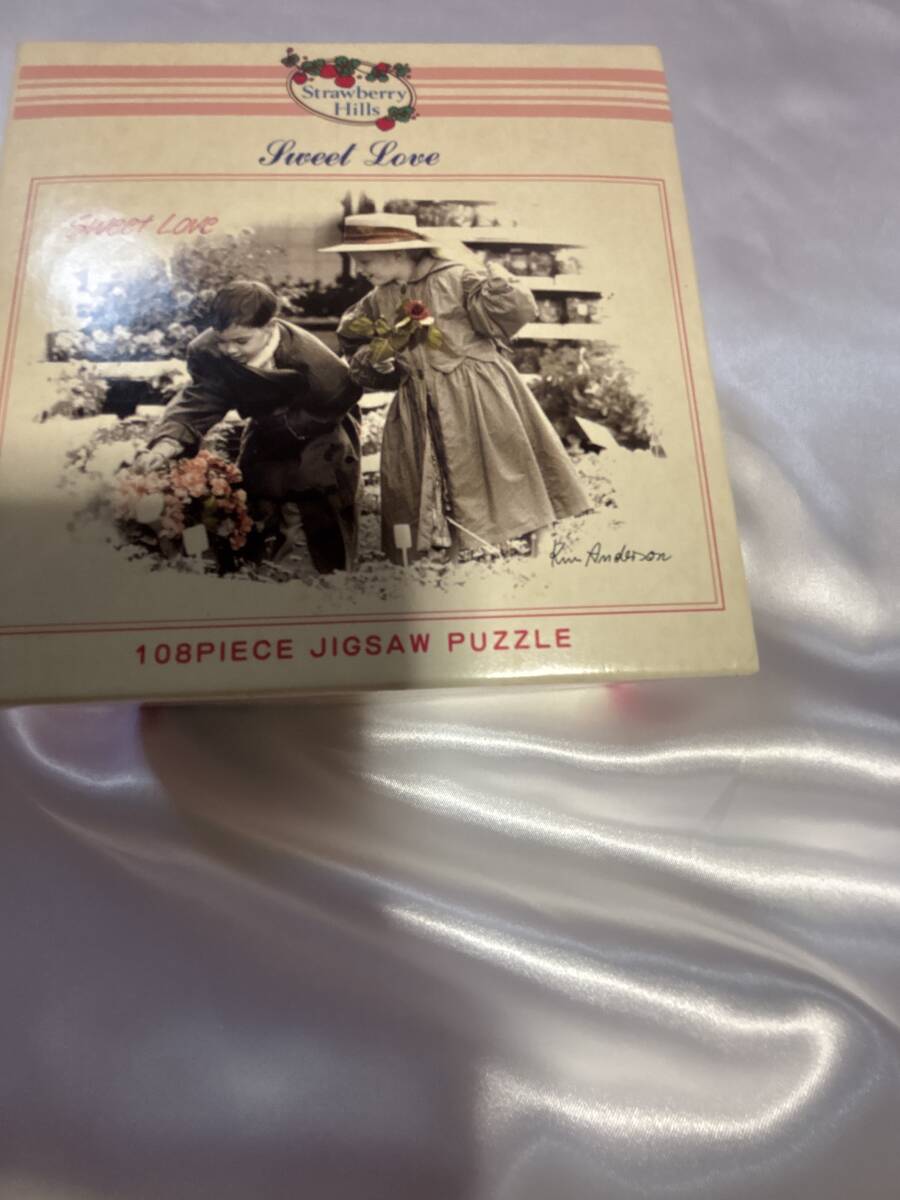 Strawberry
Hills
Sweet Love
Sweet Love
Kim Anderson
108PIECE JIGSAW PUZZLE